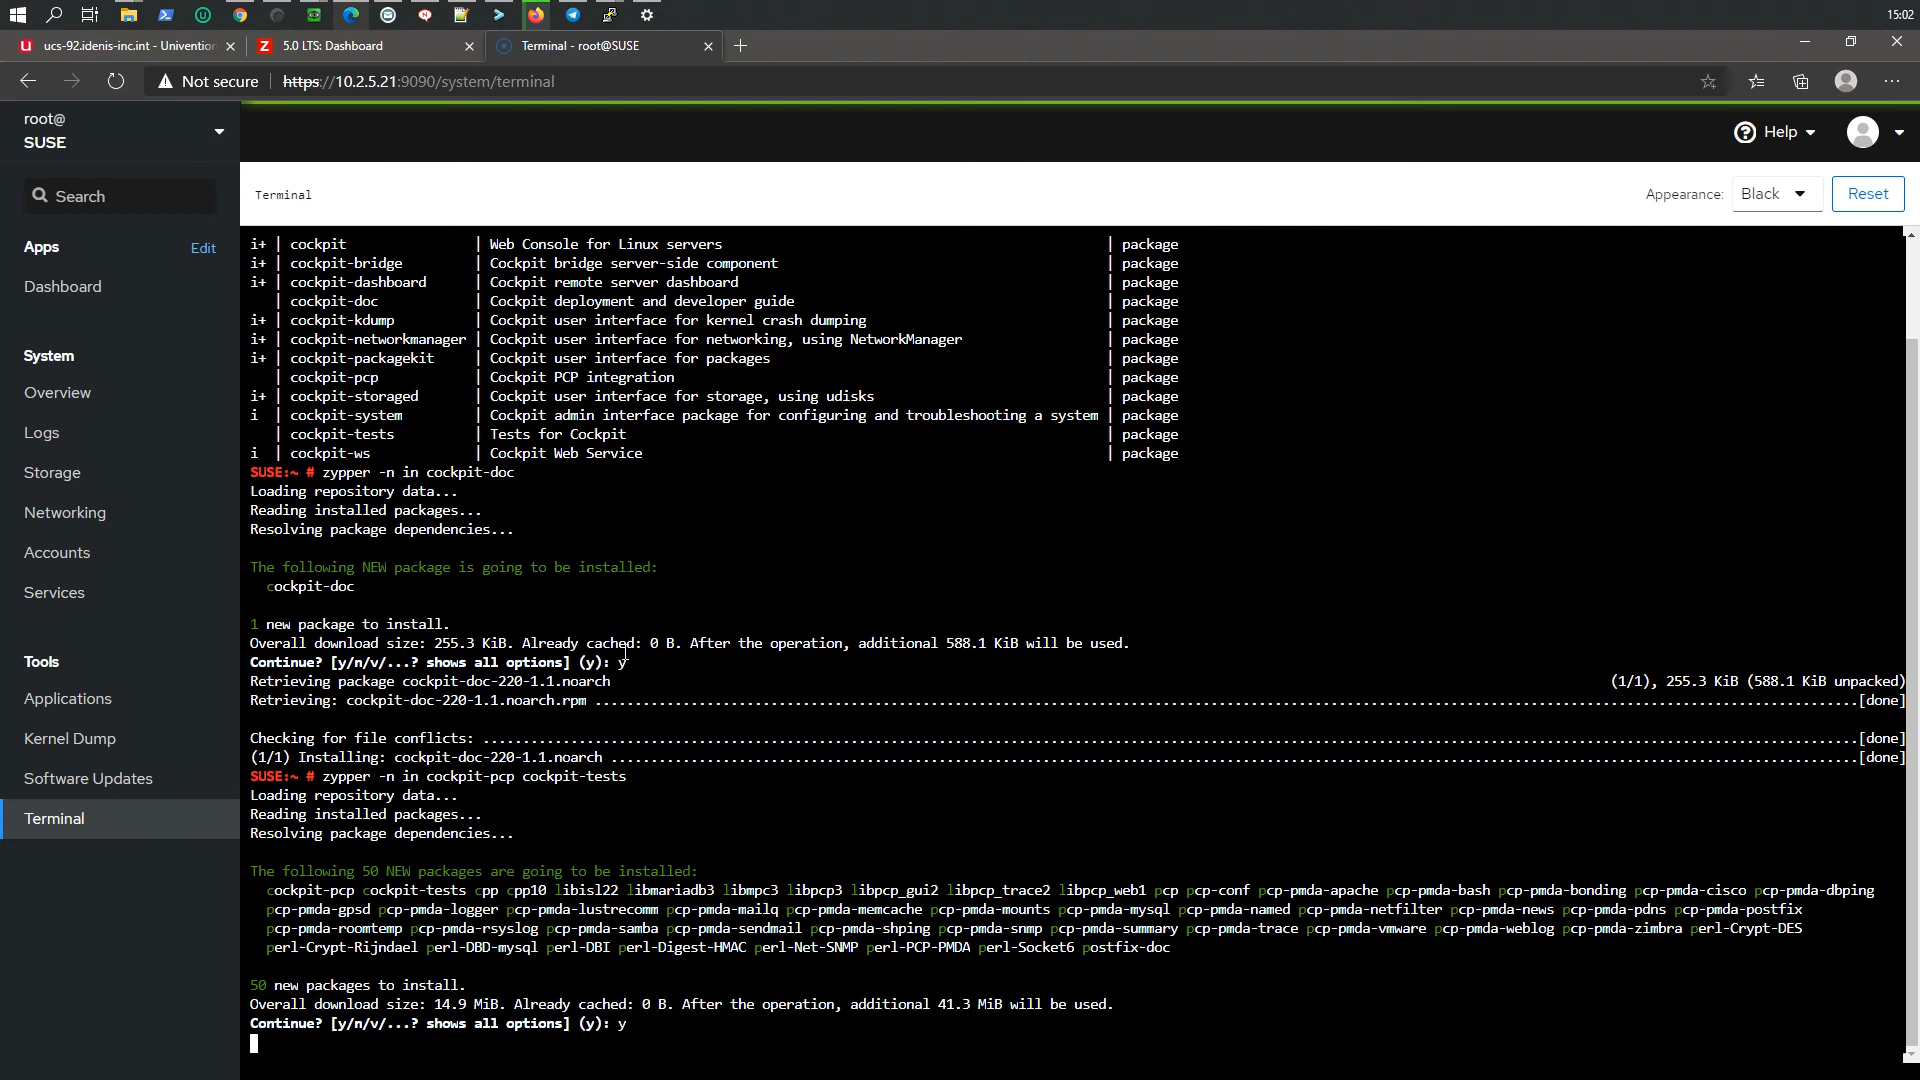 15:02
ucs-92.idenis-inc.int - Univention
5.0 LTS: Dashboard
Terminal - root@SUSE
Not secure
https://10.2.5.21:9090/system/terminal
root@
SUSE
Help
Search
Terminal
Appearance:
Black
Reset
Apps
Edit
Dashboard
System
Overview
Logs
Storage
Networking
Accounts
Services
Tools
Applications
Kernel Dump
Software Updates
Terminal
i+ | cockpit | Web Console for Linux servers | package
i+ | cockpit-bridge | Cockpit bridge server-side component | package
i+ | cockpit-dashboard | Cockpit remote server dashboard | package
| cockpit-doc | Cockpit deployment and developer guide | package
i+ | cockpit-kdump | Cockpit user interface for kernel crash dumping | package
i+ | cockpit-networkmanager | Cockpit user interface for networking, using NetworkManager | package
i+ | cockpit-packagekit | Cockpit user interface for packages | package
| cockpit-pcp | Cockpit PCP integration | package
i+ | cockpit-storaged | Cockpit user interface for storage, using udisks | package
i | cockpit-system | Cockpit admin interface package for configuring and troubleshooting a system | package
| cockpit-tests | Tests for Cockpit | package
i | cockpit-ws | Cockpit Web Service | package
SUSE:~ # zypper -n in cockpit-doc
Loading repository data...
Reading installed packages...
Resolving package dependencies...
The following NEW package is going to be installed:
cockpit-doc
1 new package to install.
Overall download size: 255.3 KiB. Already cached: 0 B. After the operation, additional 588.1 KiB will be used.
Continue? [y/n/v/...? shows all options] (y): y
Retrieving package cockpit-doc-220-1.1.noarch (1/1), 255.3 KiB (588.1 KiB unpacked)
Retrieving: cockpit-doc-220-1.1.noarch.rpm ....................[done]
Checking for file conflicts: ....................[done]
(1/1) Installing: cockpit-doc-220-1.1.noarch ....................[done]
SUSE:~ # zypper -n in cockpit-pcp cockpit-tests
Loading repository data...
Reading installed packages...
Resolving package dependencies...
The following 50 NEW packages are going to be installed:
cockpit-pcp cockpit-tests cpp cpp10 libisl22 libmariadb3 libmpc3 libpcp3 libpcp_gui2 libpcp_trace2 libpcp_web1 pcp pcp-conf pcp-pmda-apache pcp-pmda-bash pcp-pmda-bonding pcp-pmda-cisco pcp-pmda-dbping
pcp-pmda-gpsd pcp-pmda-logger pcp-pmda-lustrecomm pcp-pmda-mailq pcp-pmda-memcache pcp-pmda-mounts pcp-pmda-mysql pcp-pmda-named pcp-pmda-netfilter pcp-pmda-news pcp-pmda-pdns pcp-pmda-postfix
pcp-pmda-roomtemp pcp-pmda-rsyslog pcp-pmda-samba pcp-pmda-sendmail pcp-pmda-shping pcp-pmda-snmp pcp-pmda-summary pcp-pmda-trace pcp-pmda-vmware pcp-pmda-weblog pcp-pmda-zimbra perl-Crypt-DES
perl-Crypt-Rijndael perl-DBD-mysql perl-DBI perl-Digest-HMAC perl-Net-SNMP perl-PCP-PMDA perl-Socket6 postfix-doc
50 new packages to install.
Overall download size: 14.9 MiB. Already cached: 0 B. After the operation, additional 41.3 MiB will be used.
Continue? [y/n/v/...? shows all options] (y): y